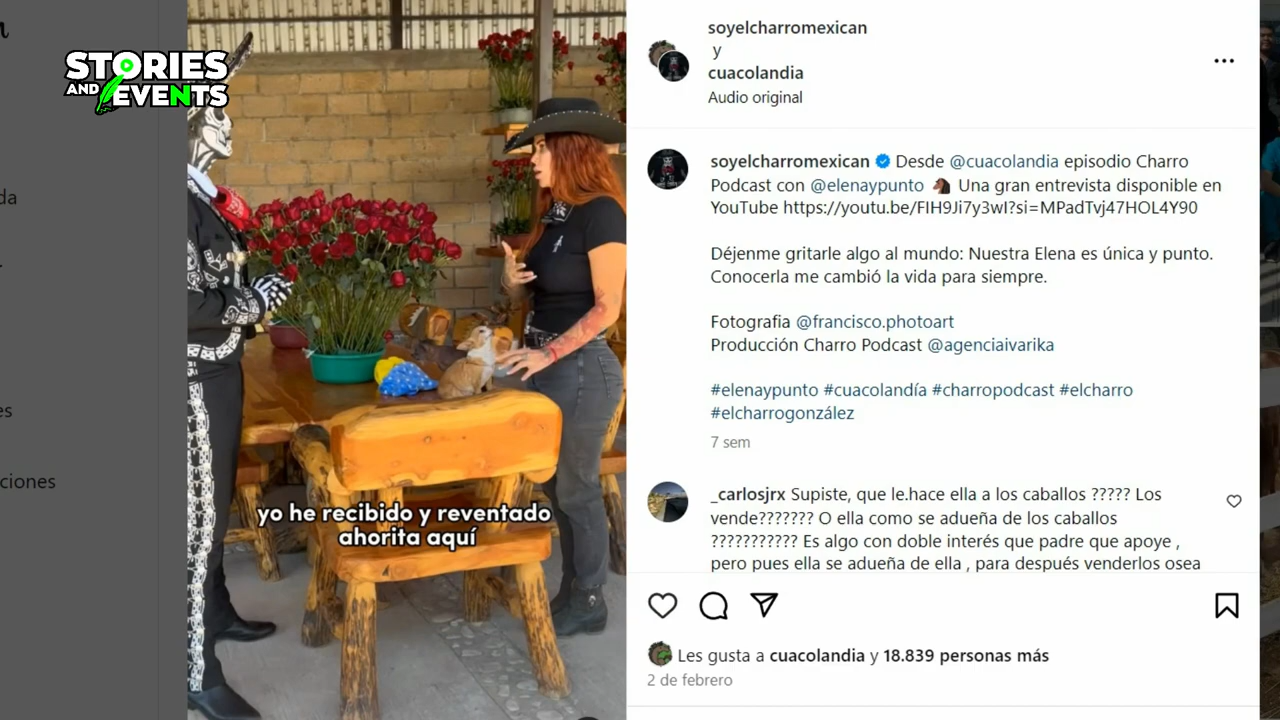 STORIES
AND EVENTS
da
es
ciones
yo he recibido y reventado
ahorita aquí
soyelcharromexican
y
cuacolandia
Audio original
soyelcharromexican Desde @cuacolandia episodio Charro
Podcast con @elenaypunto Una gran entrevista disponible en
YouTube https://youtu.be/FIH9Ji7y3wI?si=MPadTvj47HOL4Y90
Déjenme gritarle algo al mundo: Nuestra Elena es única y punto.
Conocerla me cambió la vida para siempre.
Fotografia @francisco.photoart
Producción Charro Podcast @agenciaivarika
#elenaypunto #cuacolandía #charropodcast #elcharro
#elcharrogonzález
7 sem
_carlosjrx Supiste, que le.hace ella a los caballos ????? Los
vende??????? O ella como se adueña de los caballos
??????????? Es algo con doble interés que padre que apoye ,
pero pues ella se adueña de ella , para después venderlos osea
Les gusta a cuacolandia y 18.839 personas más
2 de febrero